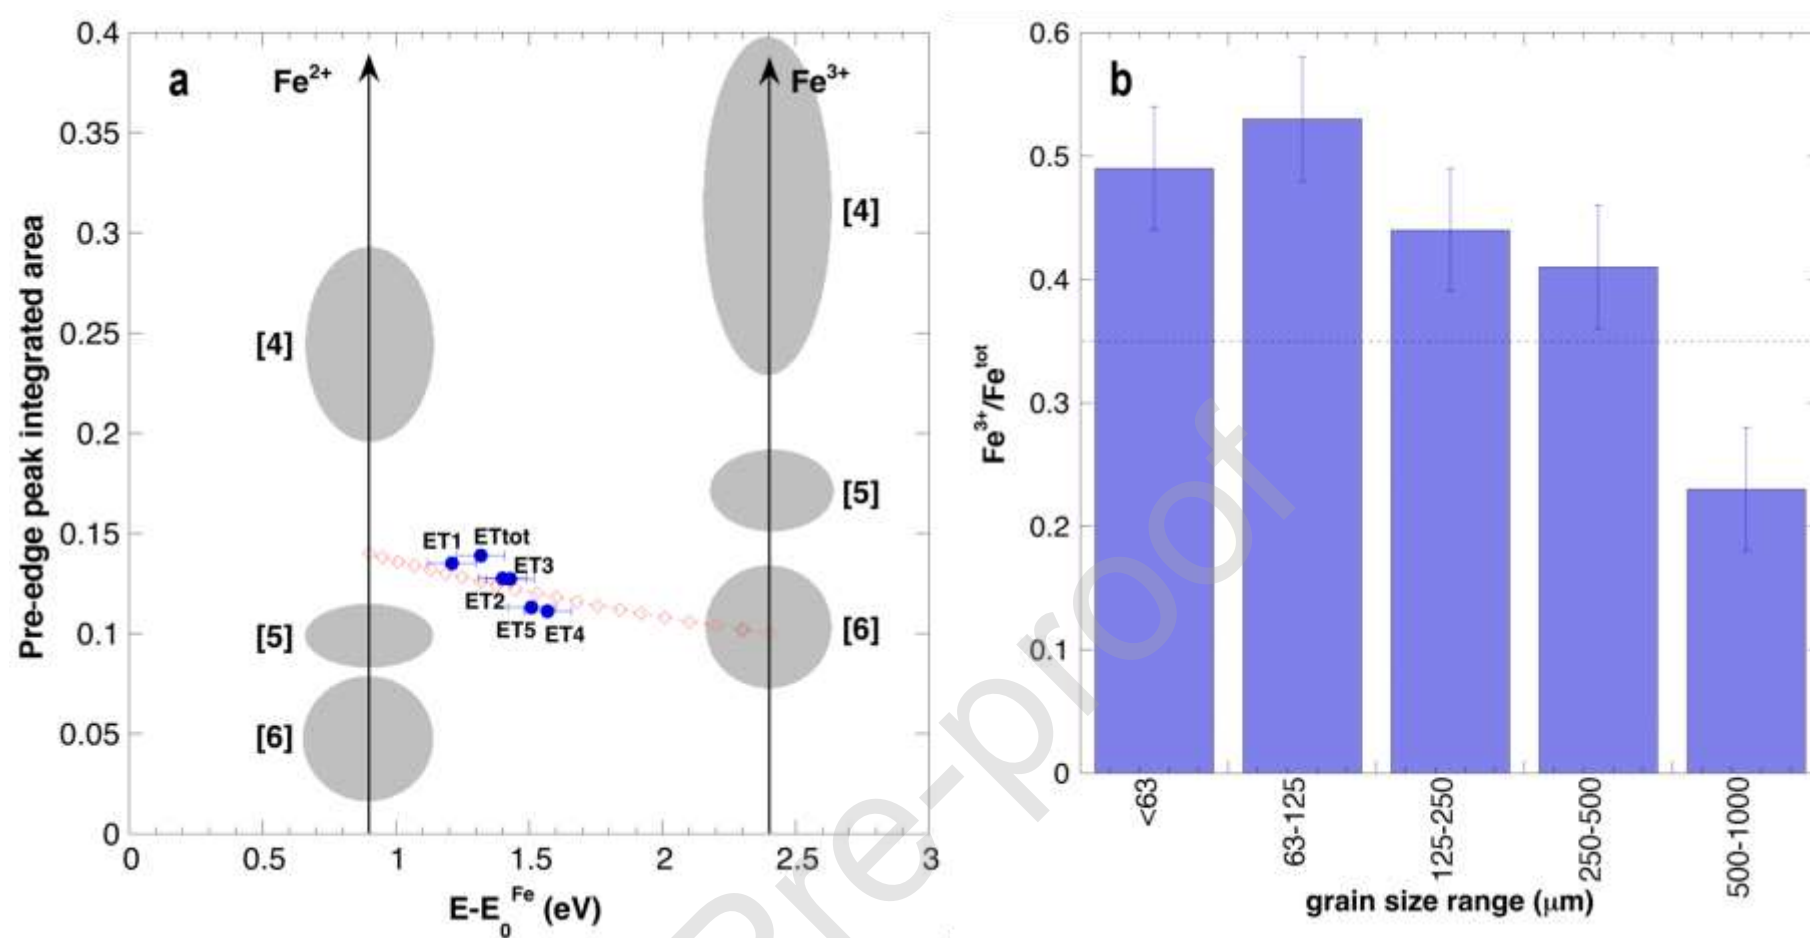 a
Fe2+
Fe3+
[4]
[5]
[6]
[4]
[5]
[6]
ET1
ETtot
ET3
ET2
ET5
ET4
0.4
0.35
0.3
0.25
0.2
0.15
0.1
0.05
0
0 0.5 1 1.5 2 2.5 3
Pre-edge peak integrated area
E-E0Fe (eV)
b
0.6
0.5
0.4
0.3
0.2
0.1
0
Fe3+/Fetot
<63
63-125
125-250
250-500
500-1000
grain size range (μm)
Pre-proof